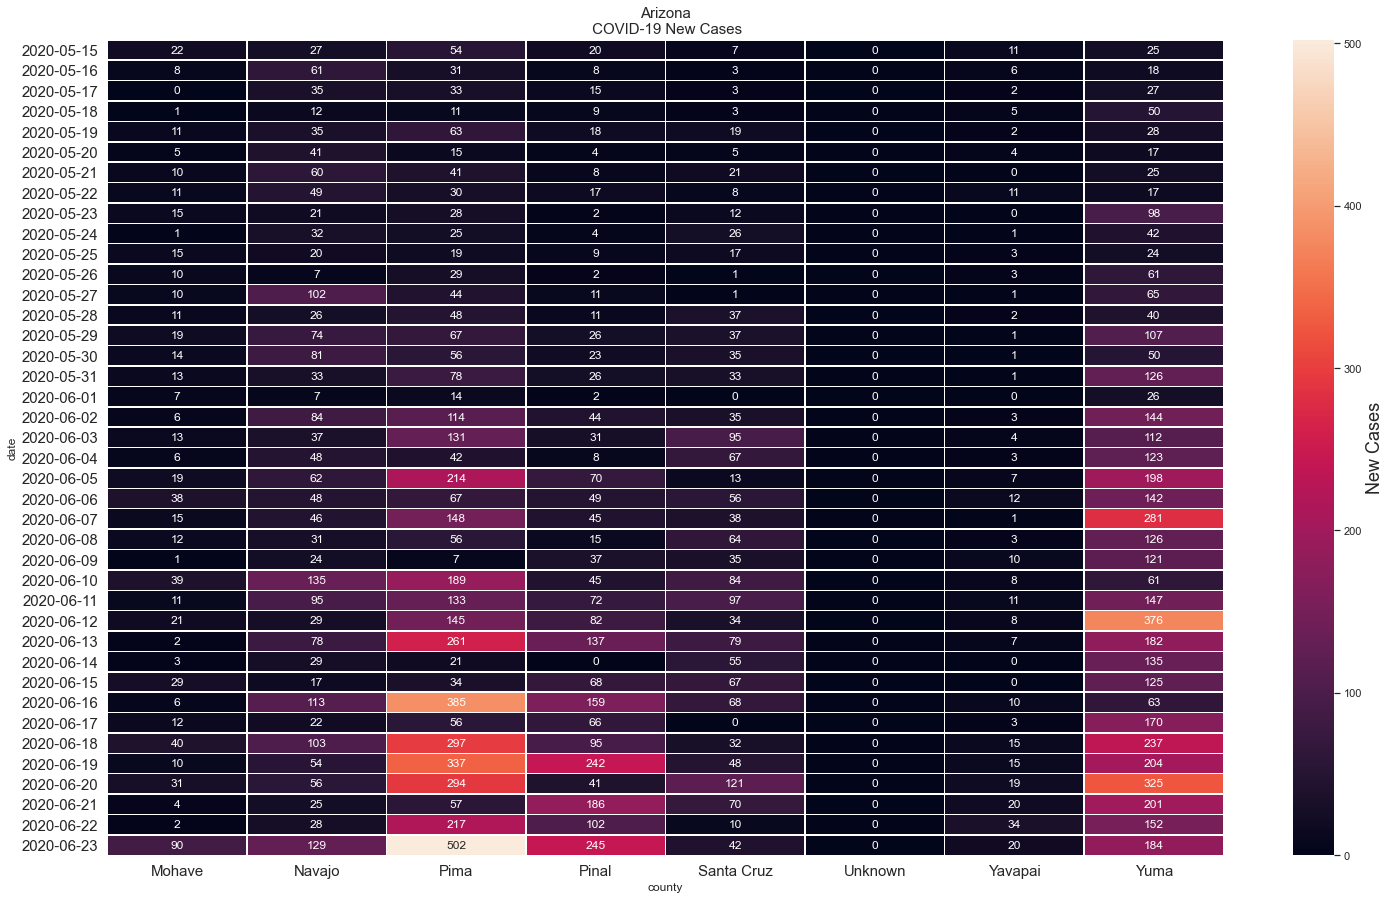 Arizona
COVID-19 New Cases
2020-05-15 22 27 54 20 7 0 11 25
2020-05-16 8 61 31 8 3 0 6 18
2020-05-17 0 35 33 15 3 0 2 27
2020-05-18 1 12 11 9 3 0 5 50
2020-05-19 11 35 63 18 19 0 2 28
2020-05-20 5 41 15 4 5 0 4 17
2020-05-21 10 60 41 8 21 0 0 25
2020-05-22 11 49 30 17 8 0 11 17
2020-05-23 15 21 28 2 12 0 0 98
2020-05-24 1 32 25 4 26 0 1 42
2020-05-25 15 20 19 9 17 0 3 24
2020-05-26 10 7 29 2 1 0 3 61
2020-05-27 10 102 44 11 1 0 1 65
2020-05-28 11 26 48 11 37 0 2 40
2020-05-29 19 74 67 26 37 0 1 107
2020-05-30 14 81 56 23 35 0 1 50
2020-05-31 13 33 78 26 33 0 1 126
2020-06-01 7 7 14 2 0 0 0 26
2020-06-02 6 84 114 44 35 0 3 144
2020-06-03 13 37 131 31 95 0 4 112
2020-06-04 6 48 42 8 67 0 3 123
2020-06-05 19 62 214 70 13 0 7 198
2020-06-06 38 48 67 49 56 0 12 142
2020-06-07 15 46 148 45 38 0 1 281
2020-06-08 12 31 56 15 64 0 3 126
2020-06-09 1 24 7 37 35 0 10 121
2020-06-10 39 135 189 45 84 0 8 61
2020-06-11 11 95 133 72 97 0 11 147
2020-06-12 21 29 145 82 34 0 8 376
2020-06-13 2 78 261 137 79 0 7 182
2020-06-14 3 29 21 0 55 0 0 135
2020-06-15 29 17 34 68 67 0 0 125
2020-06-16 6 113 385 159 68 0 10 63
2020-06-17 12 22 56 66 0 0 3 170
2020-06-18 40 103 297 95 32 0 15 237
2020-06-19 10 54 337 242 48 0 15 204
2020-06-20 31 56 294 41 121 0 19 325
2020-06-21 4 25 57 186 70 0 20 201
2020-06-22 2 28 217 102 10 0 34 152
2020-06-23 90 129 502 245 42 0 20 184
Mohave Navajo Pima Pinal Santa Cruz Unknown Yavapai Yuma
county
date
500
400
300
200
100
0
New Cases